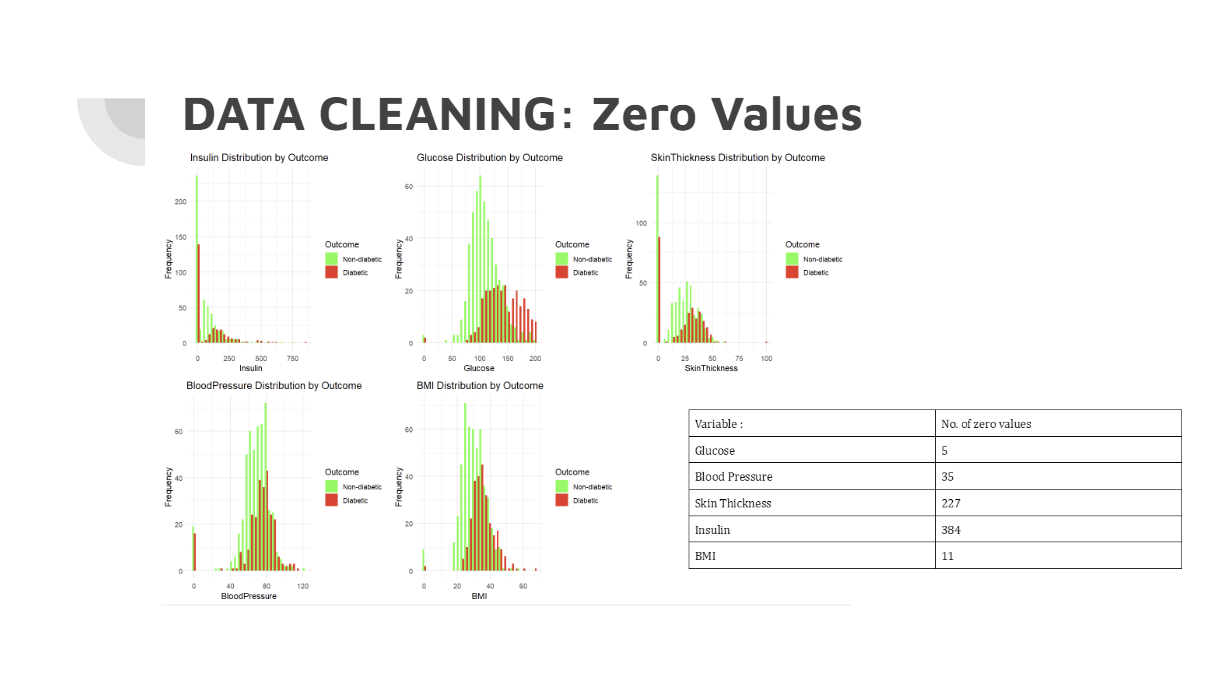 DATA CLEANING: Zero Values
Insulin Distribution by Outcome
Frequency
200
150
100
50
0
0 250 500 750
Insulin
Outcome
Non-diabetic
Diabetic
Glucose Distribution by Outcome
Frequency
60
40
20
0
0 50 100 150 200
Glucose
Outcome
Non-diabetic
Diabetic
SkinThickness Distribution by Outcome
Frequency
100
50
0
0 25 50 75 100
SkinThickness
Outcome
Non-diabetic
Diabetic
BloodPressure Distribution by Outcome
Frequency
60
40
20
0
0 40 80 120
BloodPressure
Outcome
Non-diabetic
Diabetic
BMI Distribution by Outcome
Frequency
60
40
20
0
0 20 40 60
BMI
Outcome
Non-diabetic
Diabetic
Variable : No. of zero values
Glucose 5
Blood Pressure 35
Skin Thickness 227
Insulin 384
BMI 11